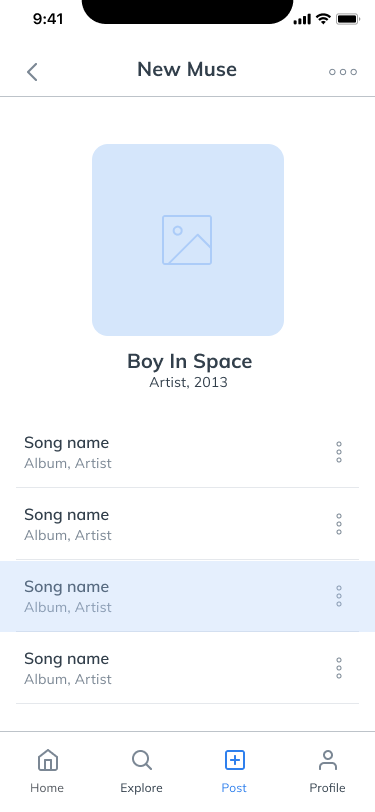 9:41
New Muse
Boy In Space
Artist, 2013
Song name
Album, Artist
Song name
Album, Artist
Song name
Album, Artist
Song name
Album, Artist
Home Explore Post Profile